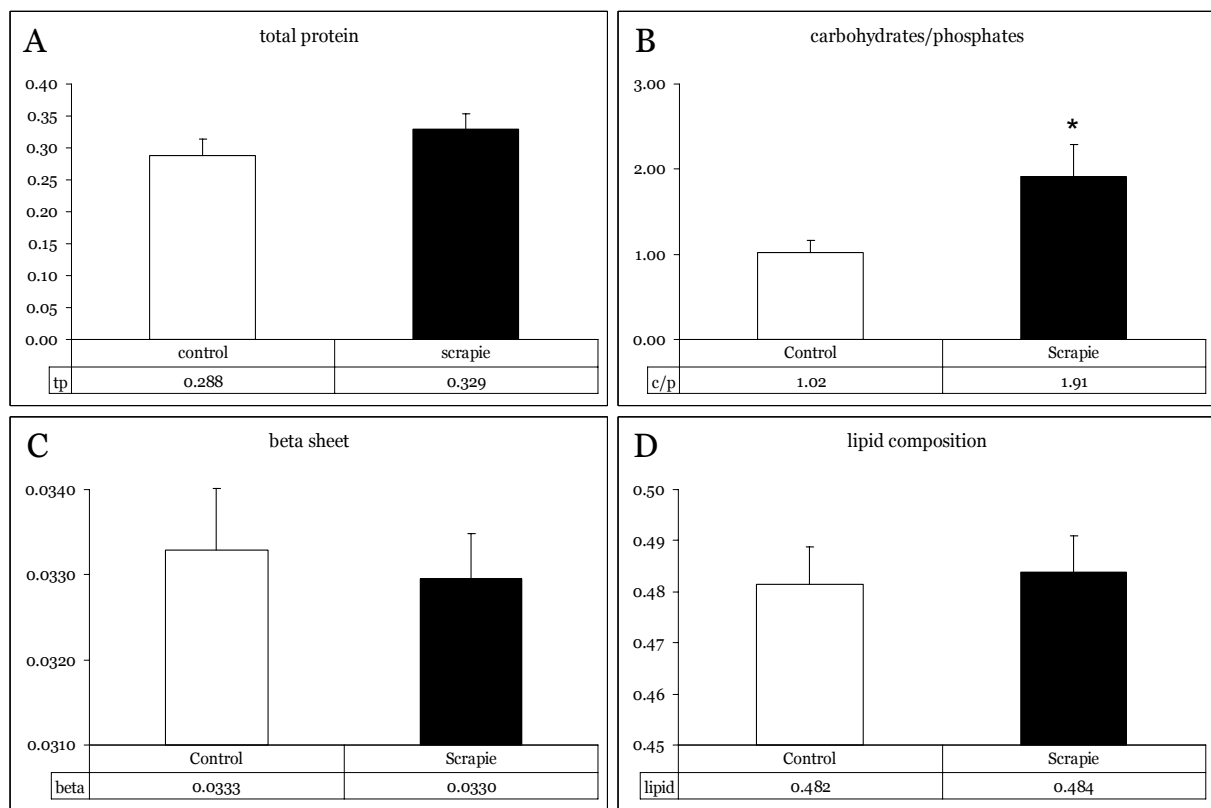 A
total protein
0.40
0.35
0.30
0.25
0.20
0.15
0.10
0.05
0.00
control scrapie
tp 0.288 0.329
B
carbohydrates/phosphates
3.00
2.00
1.00
0.00
*
Control Scrapie
c/p 1.02 1.91
C
beta sheet
0.0340
0.0330
0.0320
0.0310
Control Scrapie
beta 0.0333 0.0330
D
lipid composition
0.50
0.49
0.48
0.47
0.46
0.45
Control Scrapie
lipid 0.482 0.484